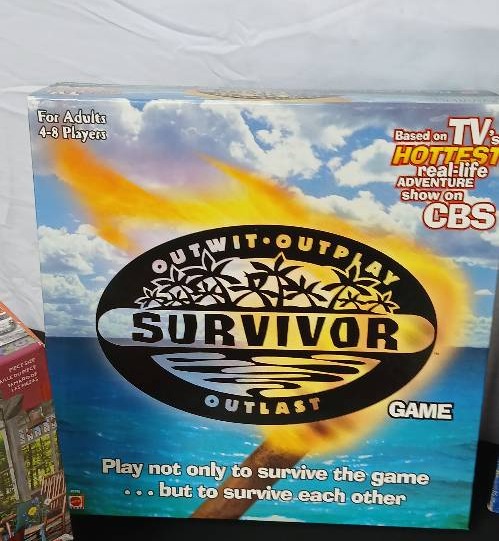 For Adults
4-8 Players
Based on TV's
HOTTEST
real-life
ADVENTURE
show on
CBS
OUTWIT • OUTPLAY
SURVIVOR
OUTLAST
GAME
Play not only to survive the game
... but to survive each other